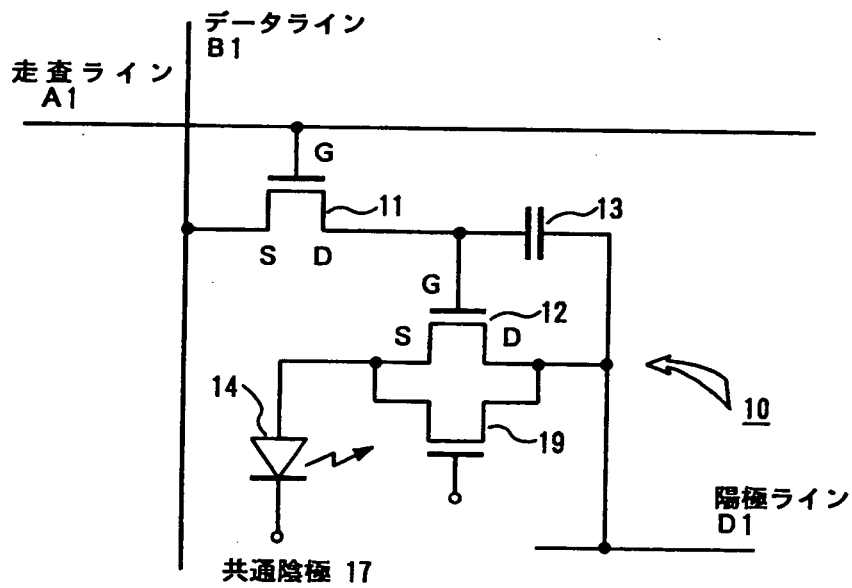 データライン
B1
走査ライン
A1
G
11
13
S D
G
12
S D
14
10
19
陽極ライン
D1
共通陰極 17